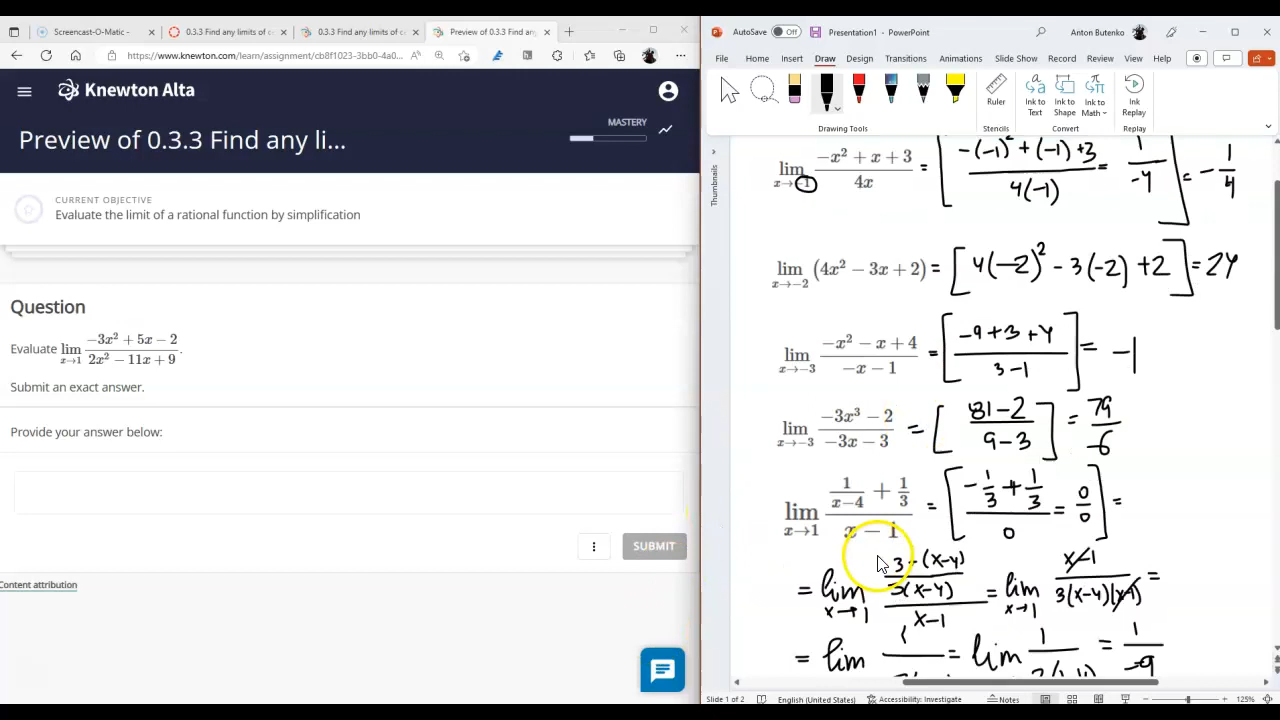 Screencast-O-Matic -
0.3.3 Find any limits of c
0.3.3 Find any limits of c
Preview of 0.3.3 Find any
https://www.knewton.com/learn/assignment/cb8f1023-3bb0-4a0...
Knewton Alta
Preview of 0.3.3 Find any li...
MASTERY
CURRENT OBJECTIVE
Evaluate the limit of a rational function by simplification
Question
Evaluate lim x→1 (−3x² + 5x − 2)/(2x² − 11x + 9).
Submit an exact answer.
Provide your answer below:
SUBMIT
Content attribution
AutoSave Off Presentation1 - PowerPoint Anton Butenko
File Home Insert Draw Design Transitions Animations Slide Show Record Review View Help
Ruler
Ink to Text
Ink to Shape
Ink to Math
Ink Replay
Drawing Tools Stencils Convert Replay
Thumbnails
lim x→−1 (−x² + x + 3)/(4x) = [ (−(−1)² + (−1) + 3)/(4(−1)) = 1/−4 ] = −1/4
lim x→−2 (4x² − 3x + 2) = [ 4(−2)² − 3(−2) + 2 ] = 24
lim x→−3 (−x² − x + 4)/(−x − 1) = [ (−9 + 3 + 4)/(3 − 1) ] = −1
lim x→−3 (−3x³ − 2)/(−3x − 3) = [ (81 − 2)/(9 − 3) ] = 79/6
lim x→1 (1/(x−4) + 1/3)/(x − 1) = [ (−1/3 + 1/3)/0 = 0/0 ] =
= lim x→1 (3 + (x−4)/3(x−4))/(x−1) = lim x→1 (x−1)/(3(x−4)(x−1)) =
= lim = lim 1 = 1/−9
Slide 1 of 2 English (United States) Accessibility: Investigate Notes 125%